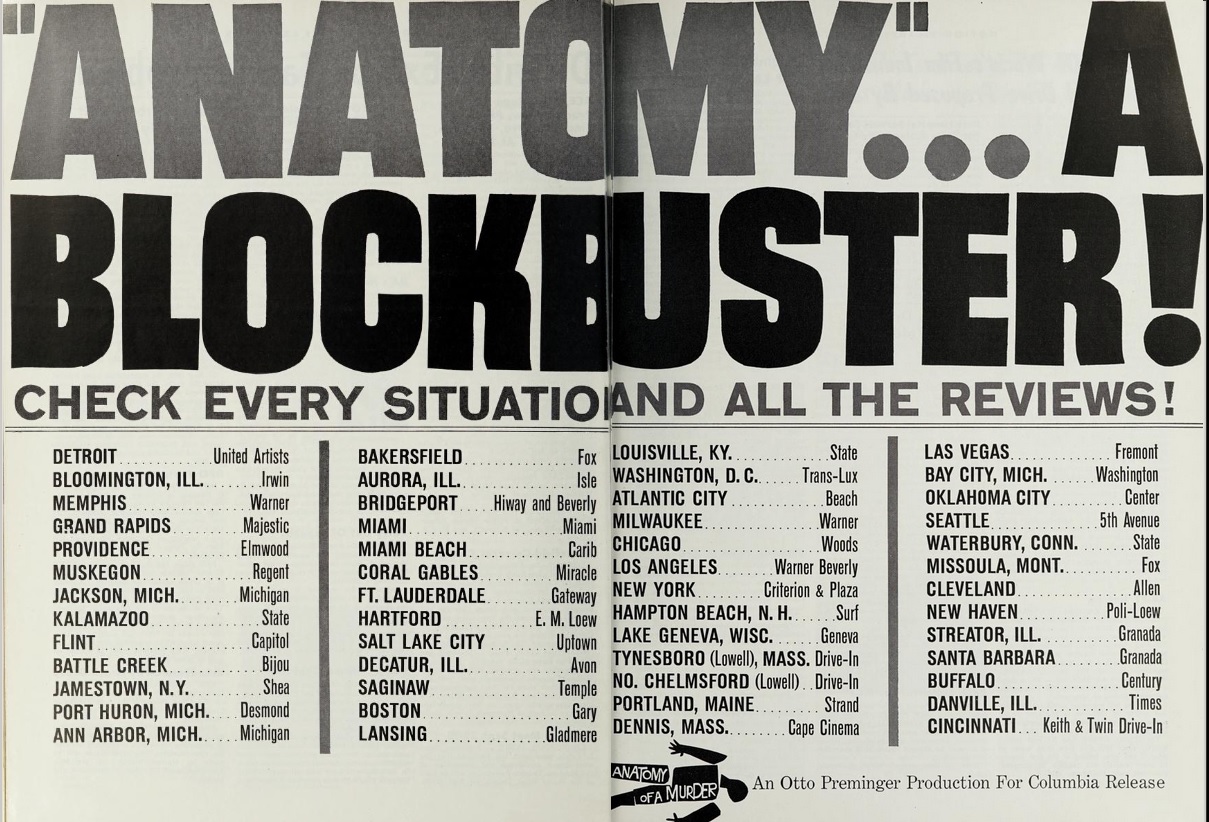 "ANATOMY"... A
BLOCKBUSTER!
CHECK EVERY SITUATIO AND ALL THE REVIEWS!
DETROIT.......... United Artists
BLOOMINGTON, ILL. ....... Irwin
MEMPHIS.......... Warner
GRAND RAPIDS.......... Majestic
PROVIDENCE.......... Elmwood
MUSKEGON.......... Regent
JACKSON, MICH. ....... Michigan
KALAMAZOO.......... State
FLINT.......... Capitol
BATTLE CREEK.......... Bijou
JAMESTOWN, N.Y. ....... Shea
PORT HURON, MICH. .... Desmond
ANN ARBOR, MICH. .... Michigan
BAKERSFIELD.......... Fox
AURORA, ILL. .......... Isle
BRIDGEPORT..... Hiway and Beverly
MIAMI.......... Miami
MIAMI BEACH.......... Carib
CORAL GABLES.......... Miracle
FT. LAUDERDALE.......... Gateway
HARTFORD.......... E. M. Loew
SALT LAKE CITY.......... Uptown
DECATUR, ILL. .......... Avon
SAGINAW.......... Temple
BOSTON.......... Gary
LANSING.......... Gladmere
LOUISVILLE, KY. .......... State
WASHINGTON, D. C. ...... Trans-Lux
ATLANTIC CITY.......... Beach
MILWAUKEE.......... Warner
CHICAGO.......... Woods
LOS ANGELES....... Warner Beverly
NEW YORK....... Criterion & Plaza
HAMPTON BEACH, N. H. ..... Surf
LAKE GENEVA, WISC. ..... Geneva
TYNESBORO (Lowell), MASS. Drive-In
NO. CHELMSFORD (Lowell) .. Drive-In
PORTLAND, MAINE.......... Strand
DENNIS, MASS. ....... Cape Cinema
LAS VEGAS.......... Fremont
BAY CITY, MICH. ...... Washington
OKLAHOMA CITY.......... Center
SEATTLE.......... 5th Avenue
WATERBURY, CONN. ....... State
MISSOULA, MONT. .......... Fox
CLEVELAND.......... Allen
NEW HAVEN.......... Poli-Loew
STREATOR, ILL. .......... Granada
SANTA BARBARA....... Granada
BUFFALO.......... Century
DANVILLE, ILL. .......... Times
CINCINNATI... Keith & Twin Drive-In
ANATOMY
OF A MURDER
An Otto Preminger Production For Columbia Release